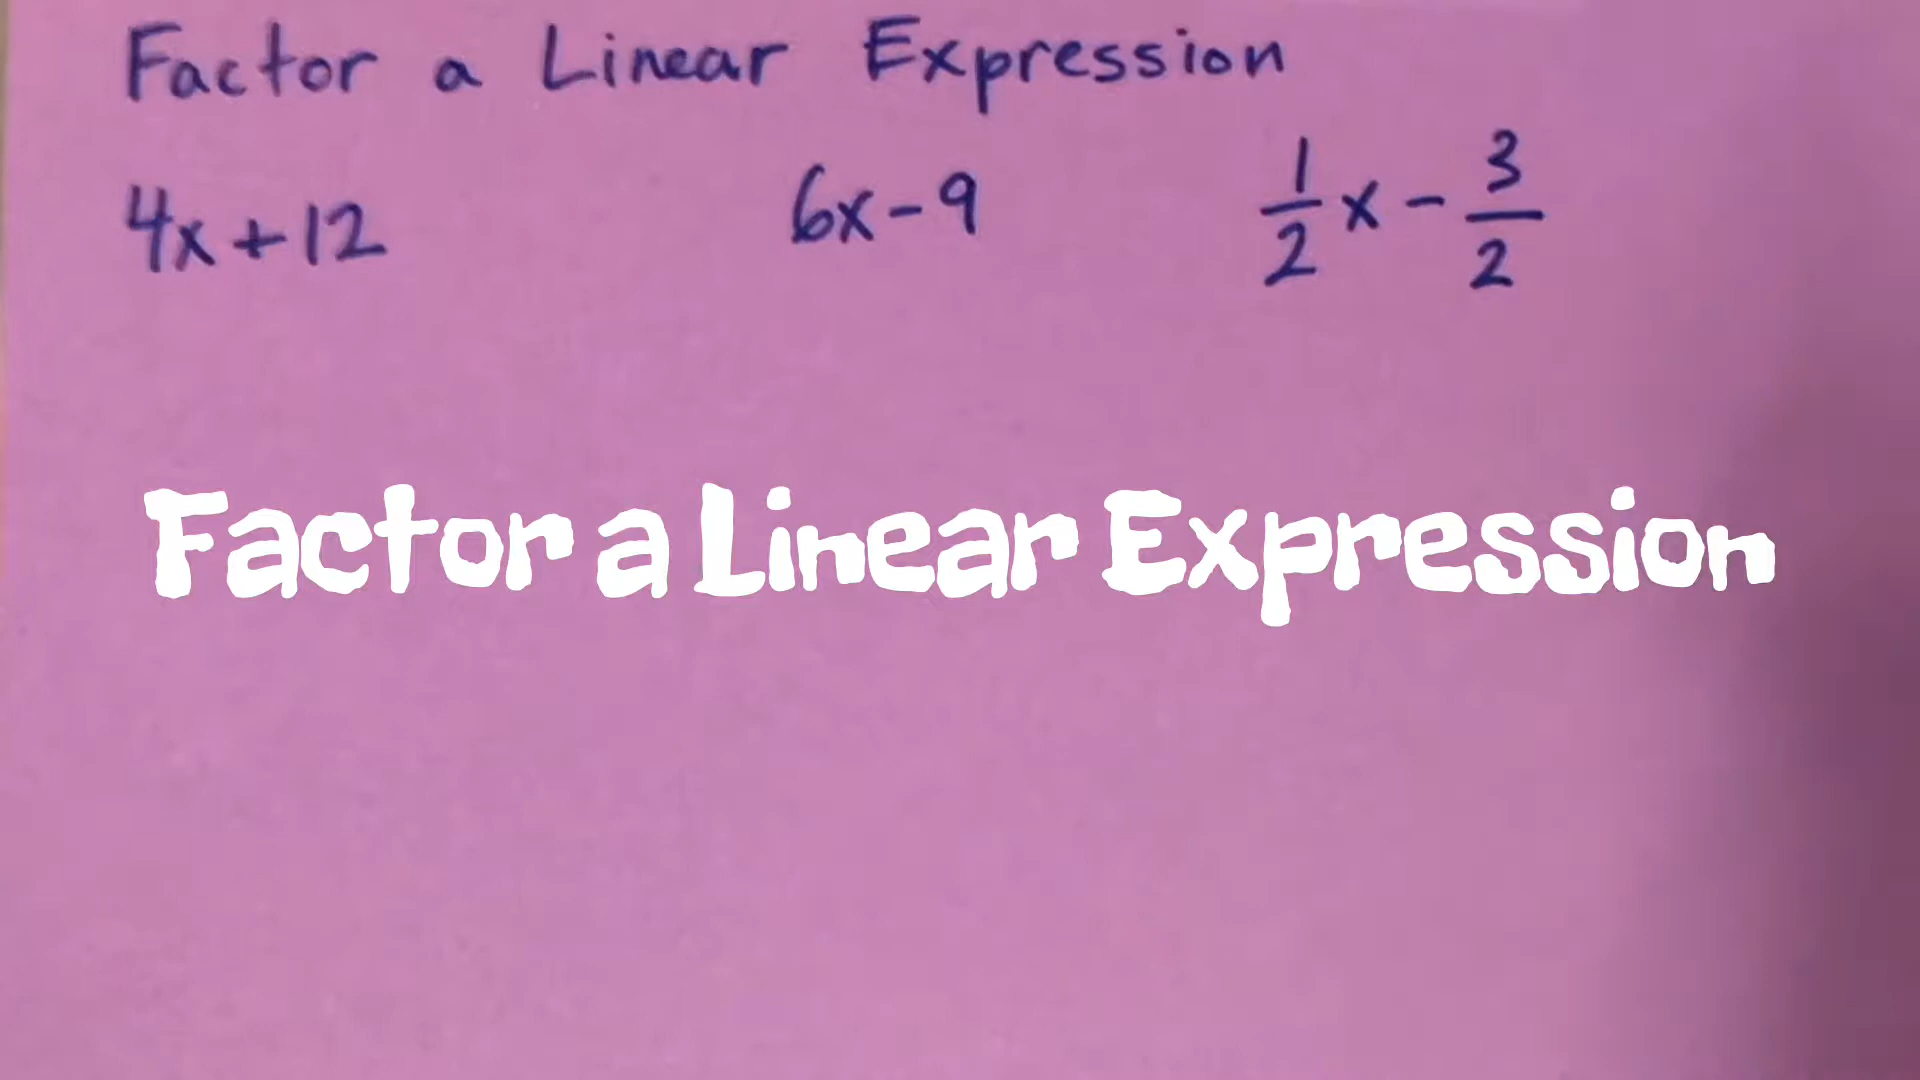 Factor a Linear Expression
4x + 12 6x - 9 1/2 x - 3/2
Factor a Linear Expression